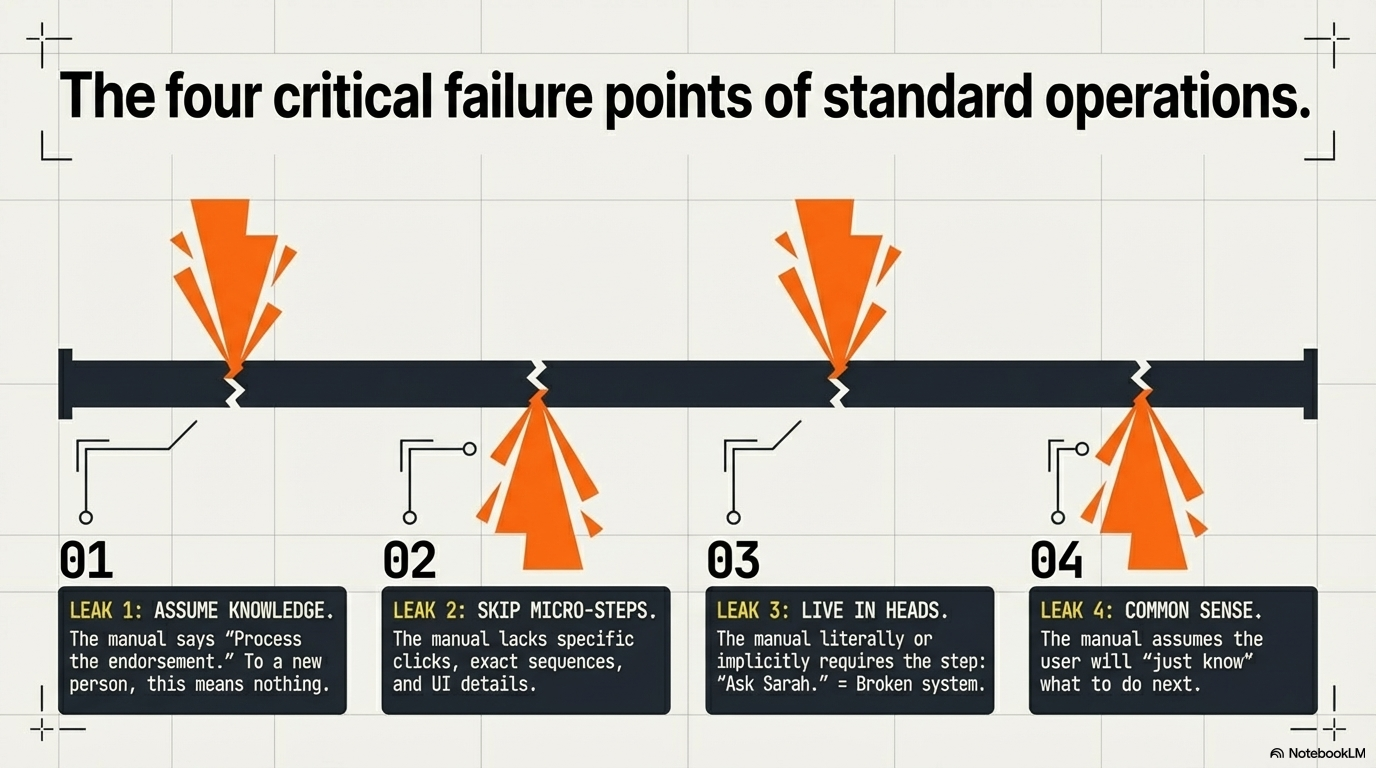 The four critical failure points of standard operations.
01
LEAK 1: ASSUME KNOWLEDGE.
The manual says “Process
the endorsement.” To a new
person, this means nothing.
02
LEAK 2: SKIP MICRO-STEPS.
The manual lacks specific
clicks, exact sequences,
and UI details.
03
LEAK 3: LIVE IN HEADS.
The manual literally or
implicitly requires the step:
“Ask Sarah.” = Broken system.
04
LEAK 4: COMMON SENSE.
The manual assumes the
user will “just know”
what to do next.
NotebookLM